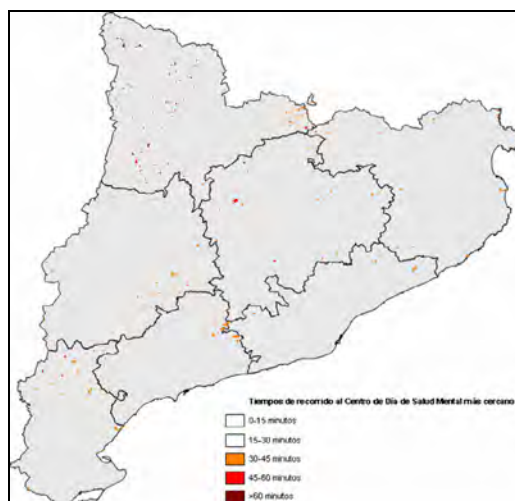 Tiempos de recorrido al Centro de Día de Salud Mental más cercano
0-15 minutos
15-30 minutos
30-45 minutos
45-60 minutos
>60 minutos